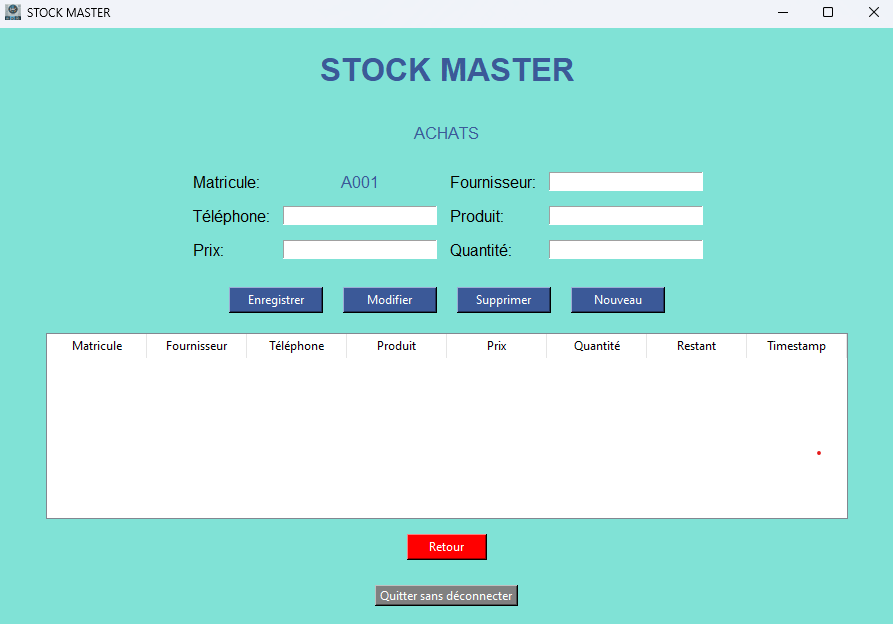 STOCK MASTER
STOCK MASTER
ACHATS
Matricule: A001 Fournisseur:
Téléphone: Produit:
Prix: Quantité:
Enregistrer Modifier Supprimer Nouveau
Matricule Fournisseur Téléphone Produit Prix Quantité Restant Timestamp
Retour
Quitter sans déconnecter